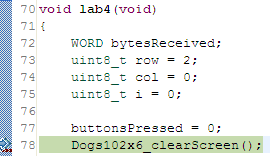 70 void lab4(void)
71 {
72 WORD bytesReceived;
73 uint8_t row = 2;
74 uint8_t col = 0;
75 uint8_t i = 0;
76
77 buttonsPressed = 0;
78 Dogs102x6_clearScreen();